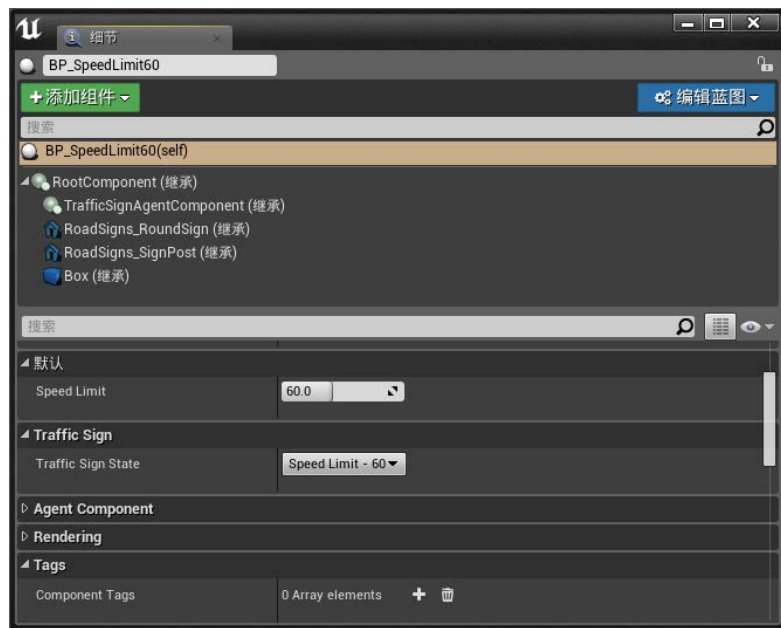 细节
BP_SpeedLimit60
+添加组件
编辑蓝图
搜索
BP_SpeedLimit60(self)
RootComponent (继承)
TrafficSignAgentComponent (继承)
RoadSigns_RoundSign (继承)
RoadSigns_SignPost (继承)
Box (继承)
搜索
默认
Speed Limit 60.0
Traffic Sign
Traffic Sign State Speed Limit - 60
Agent Component
Rendering
Tags
Component Tags 0 Array elements +